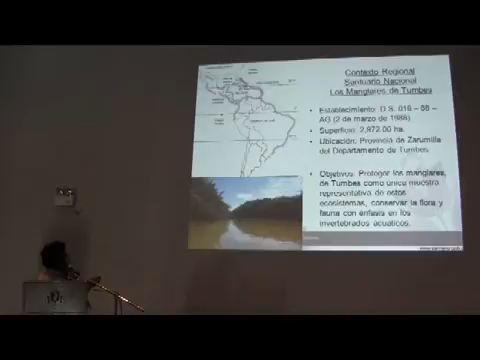 Contexto Regional
Santuario Nacional
Los Manglares de Tumbes
• Establecimiento: D.S. 018 – 88 –
AG (2 de marzo de 1988)
• Superficie: 2,972.00 ha.
• Ubicación: Provincia de Zarumilla
del Departamento de Tumbes.
• Objetivos: Proteger los manglares
de Tumbes como única muestra
representativa de estos
ecosistemas, conservar la flora y
fauna con énfasis en los
invertebrados acuáticos.